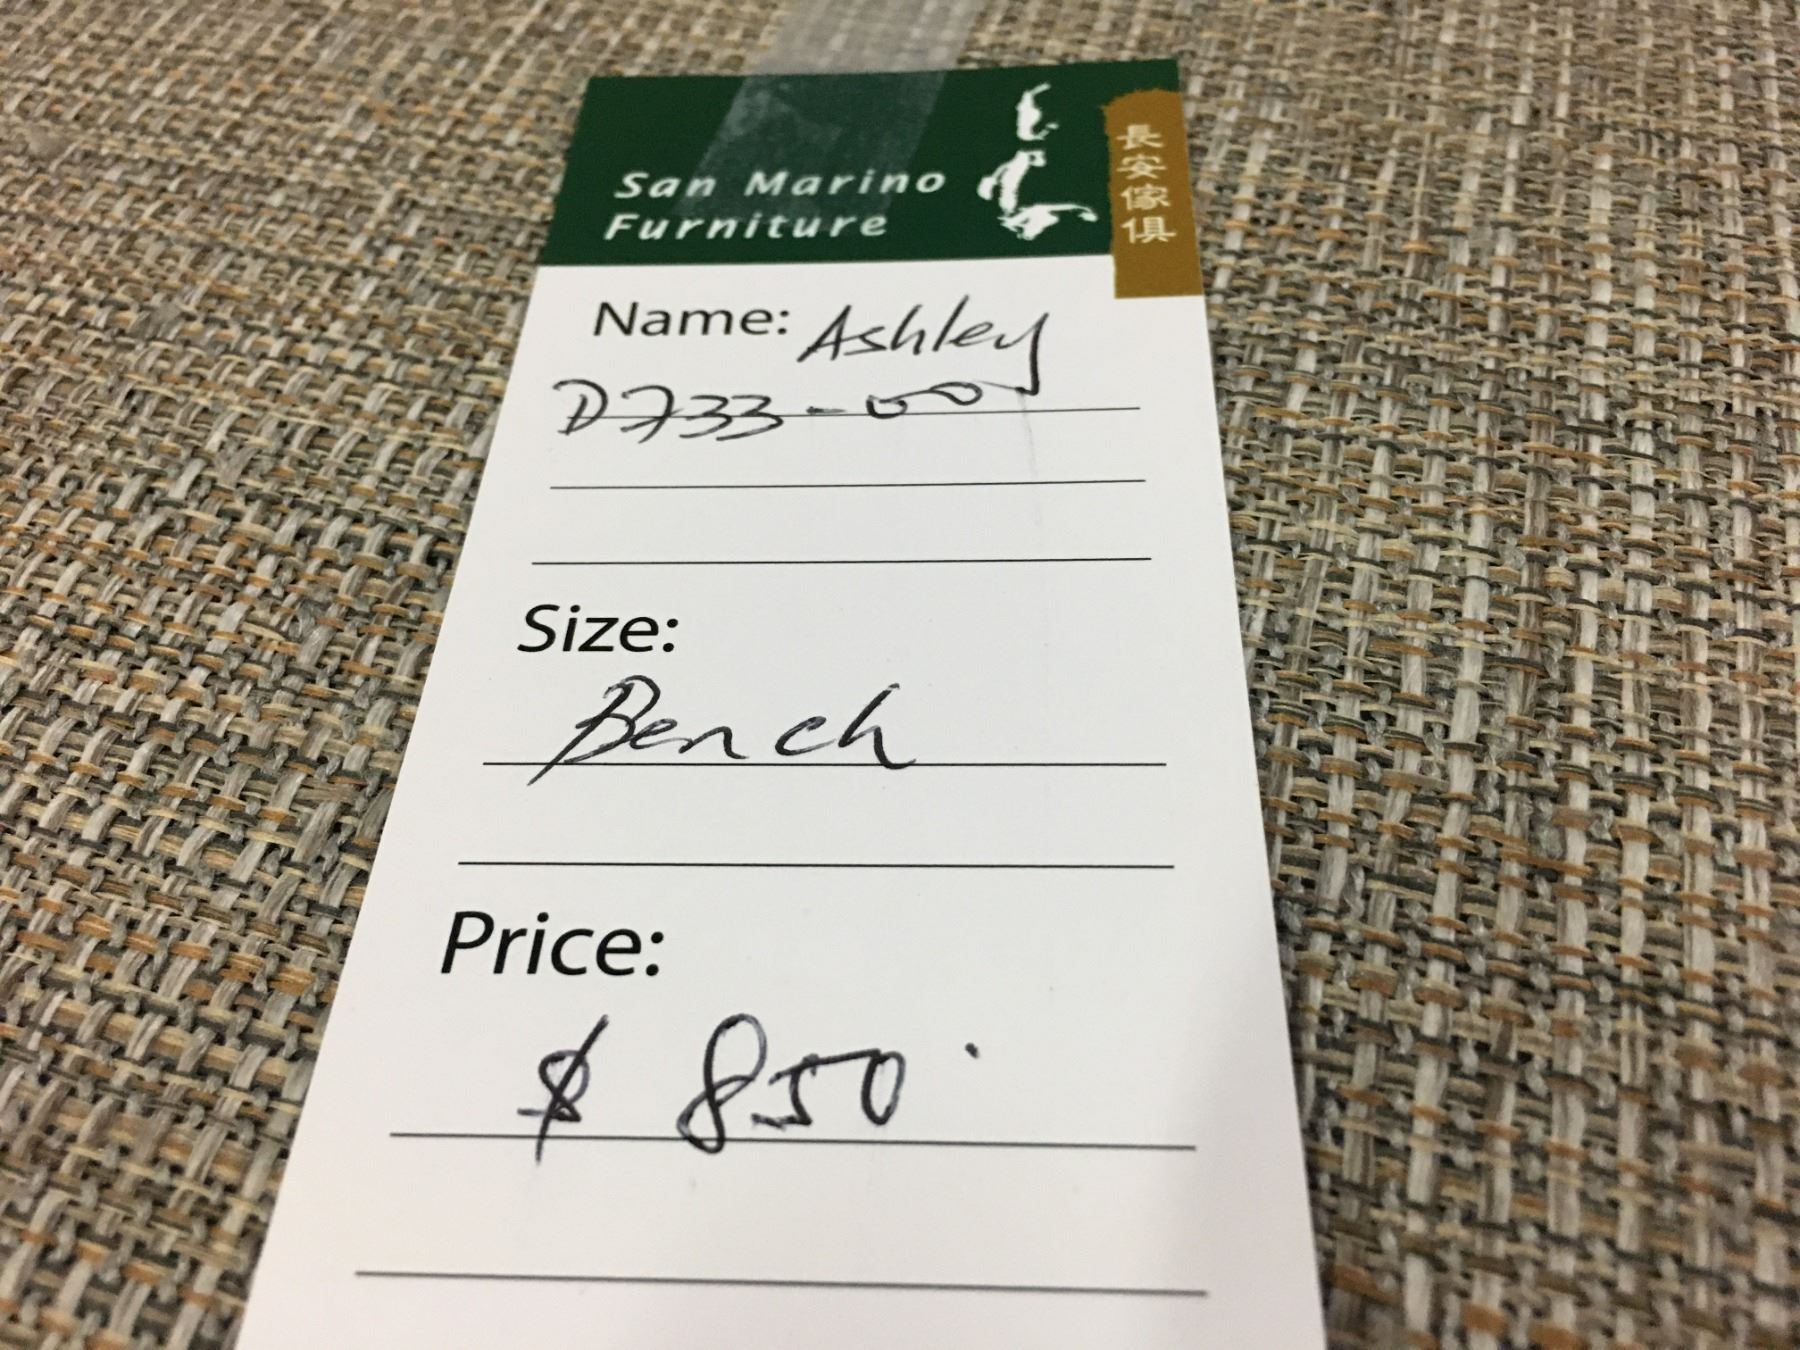 San Marino
Furniture
長安傢俱
Name: Ashley
D733-00
Size:
Bench
Price:
$ 850.